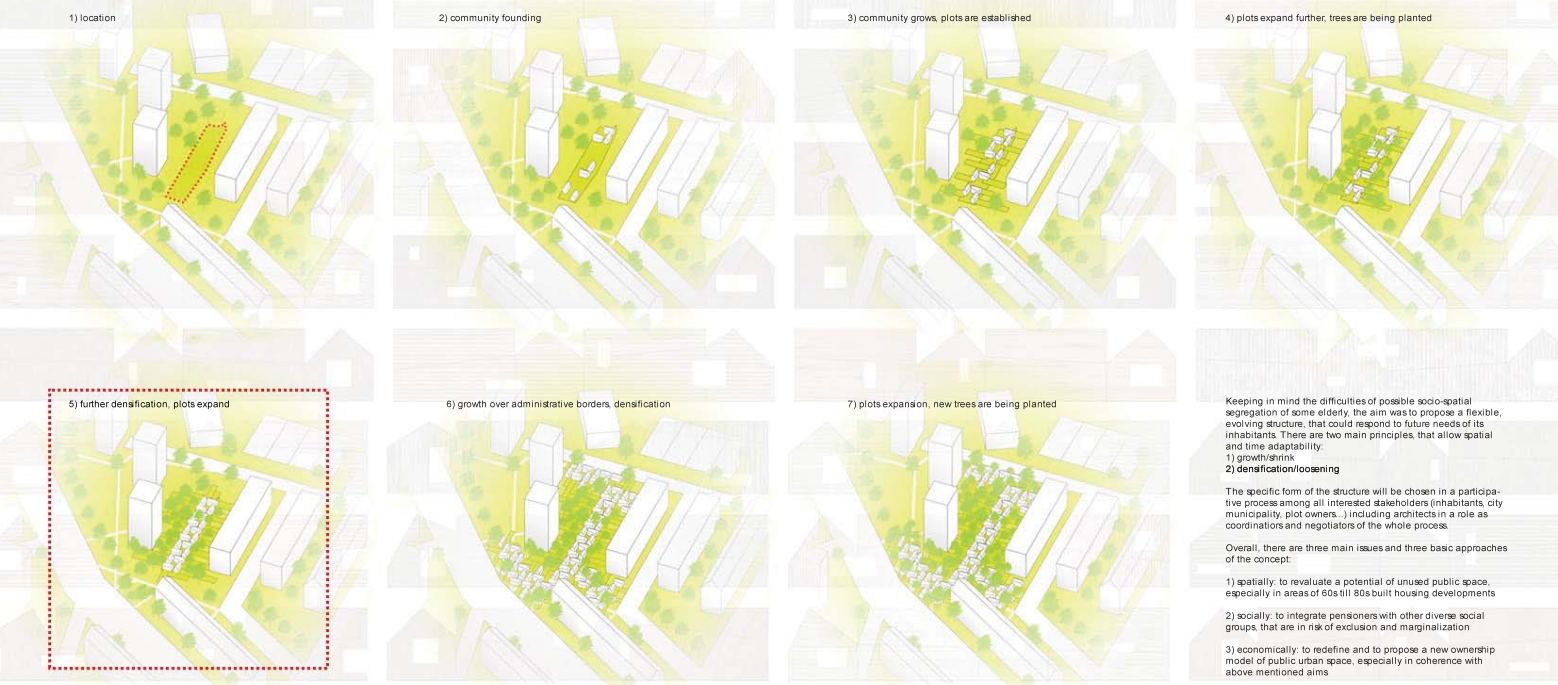 1) location
2) community founding
3) community grows, plots are established
4) plots expand further, trees are being planted
5) further densification, plots expand
6) growth over administrative borders, densification
7) plots expansion, new trees are being planted
Keeping in mind the difficulties of possible socio-spatial
segregation of some elderly, the aim was to propose a flexible,
evolving structure, that could respond to future needs of its
inhabitants. There are two main principles, that allow spatial
and time adaptability:
1) growth/shrink
2) densification/loosening
The specific form of the structure will be chosen in a participa-
tive process among all interested stakeholders (inhabitants, city
municipality, plot owners...) including architects in a role as
coordinations and negotiators of the whole process.
Overall, there are three main issues and three basic approaches
of the concept:
1) spatially: to revaluate a potential of unused public space,
especially in areas of 60s till 80s built housing developments
2) socially: to integrate pensioners with other diverse social
groups, that are in risk of exclusion and marginalization
3) economically: to redefine and to propose a new ownership
model of public urban space, especially in coherence with
above mentioned aims